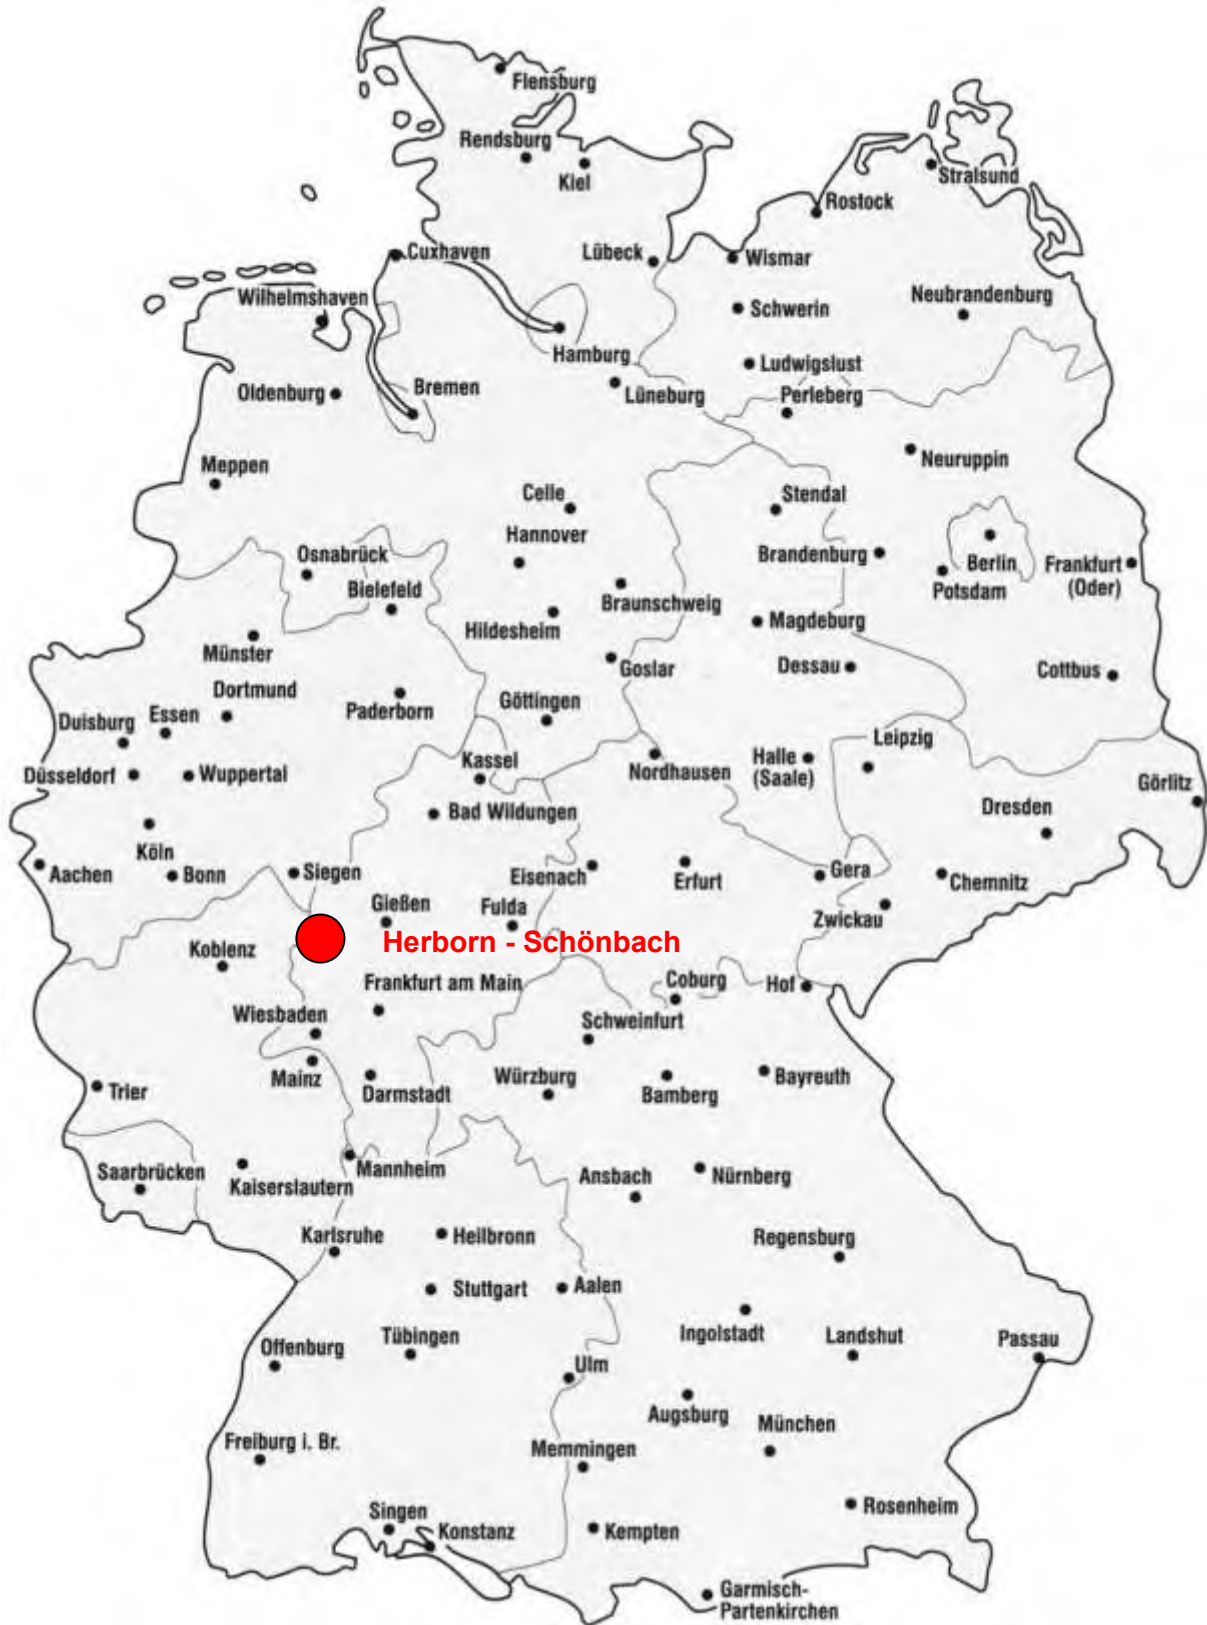 Flensburg
Rendsburg
Kiel
Stralsund
Rostock
Cuxhaven
Lübeck
Wismar
Wilhelmshaven
Neubrandenburg
Schwerin
Hamburg
Ludwigslust
Oldenburg
Bremen
Lüneburg
Perleberg
Meppen
Neuruppin
Celle
Stendal
Hannover
Osnabrück
Brandenburg
Berlin
Frankfurt
(Oder)
Bielefeld
Potsdam
Braunschweig
Hildesheim
Magdeburg
Münster
Goslar
Dessau
Cottbus
Dortmund
Paderborn
Göttingen
Duisburg
Essen
Leipzig
Düsseldorf
Wuppertal
Kassel
Nordhausen
Halle
(Saale)
Görlitz
Bad Wildungen
Dresden
Köln
Aachen
Bonn
Siegen
Eisenach
Erfurt
Gera
Chemnitz
Gießen
Fulda
Zwickau
Herborn - Schönbach
Koblenz
Frankfurt am Main
Coburg
Hof
Wiesbaden
Schweinfurt
Mainz
Darmstadt
Würzburg
Bamberg
Bayreuth
Trier
Saarbrücken
Kaiserslautern
Mannheim
Ansbach
Nürnberg
Karlsruhe
Heilbronn
Regensburg
Stuttgart
Aalen
Offenburg
Tübingen
Ingolstadt
Landshut
Passau
Ulm
Augsburg
München
Freiburg i. Br.
Memmingen
Singen
Konstanz
Kempten
Rosenheim
Garmisch-
Partenkirchen